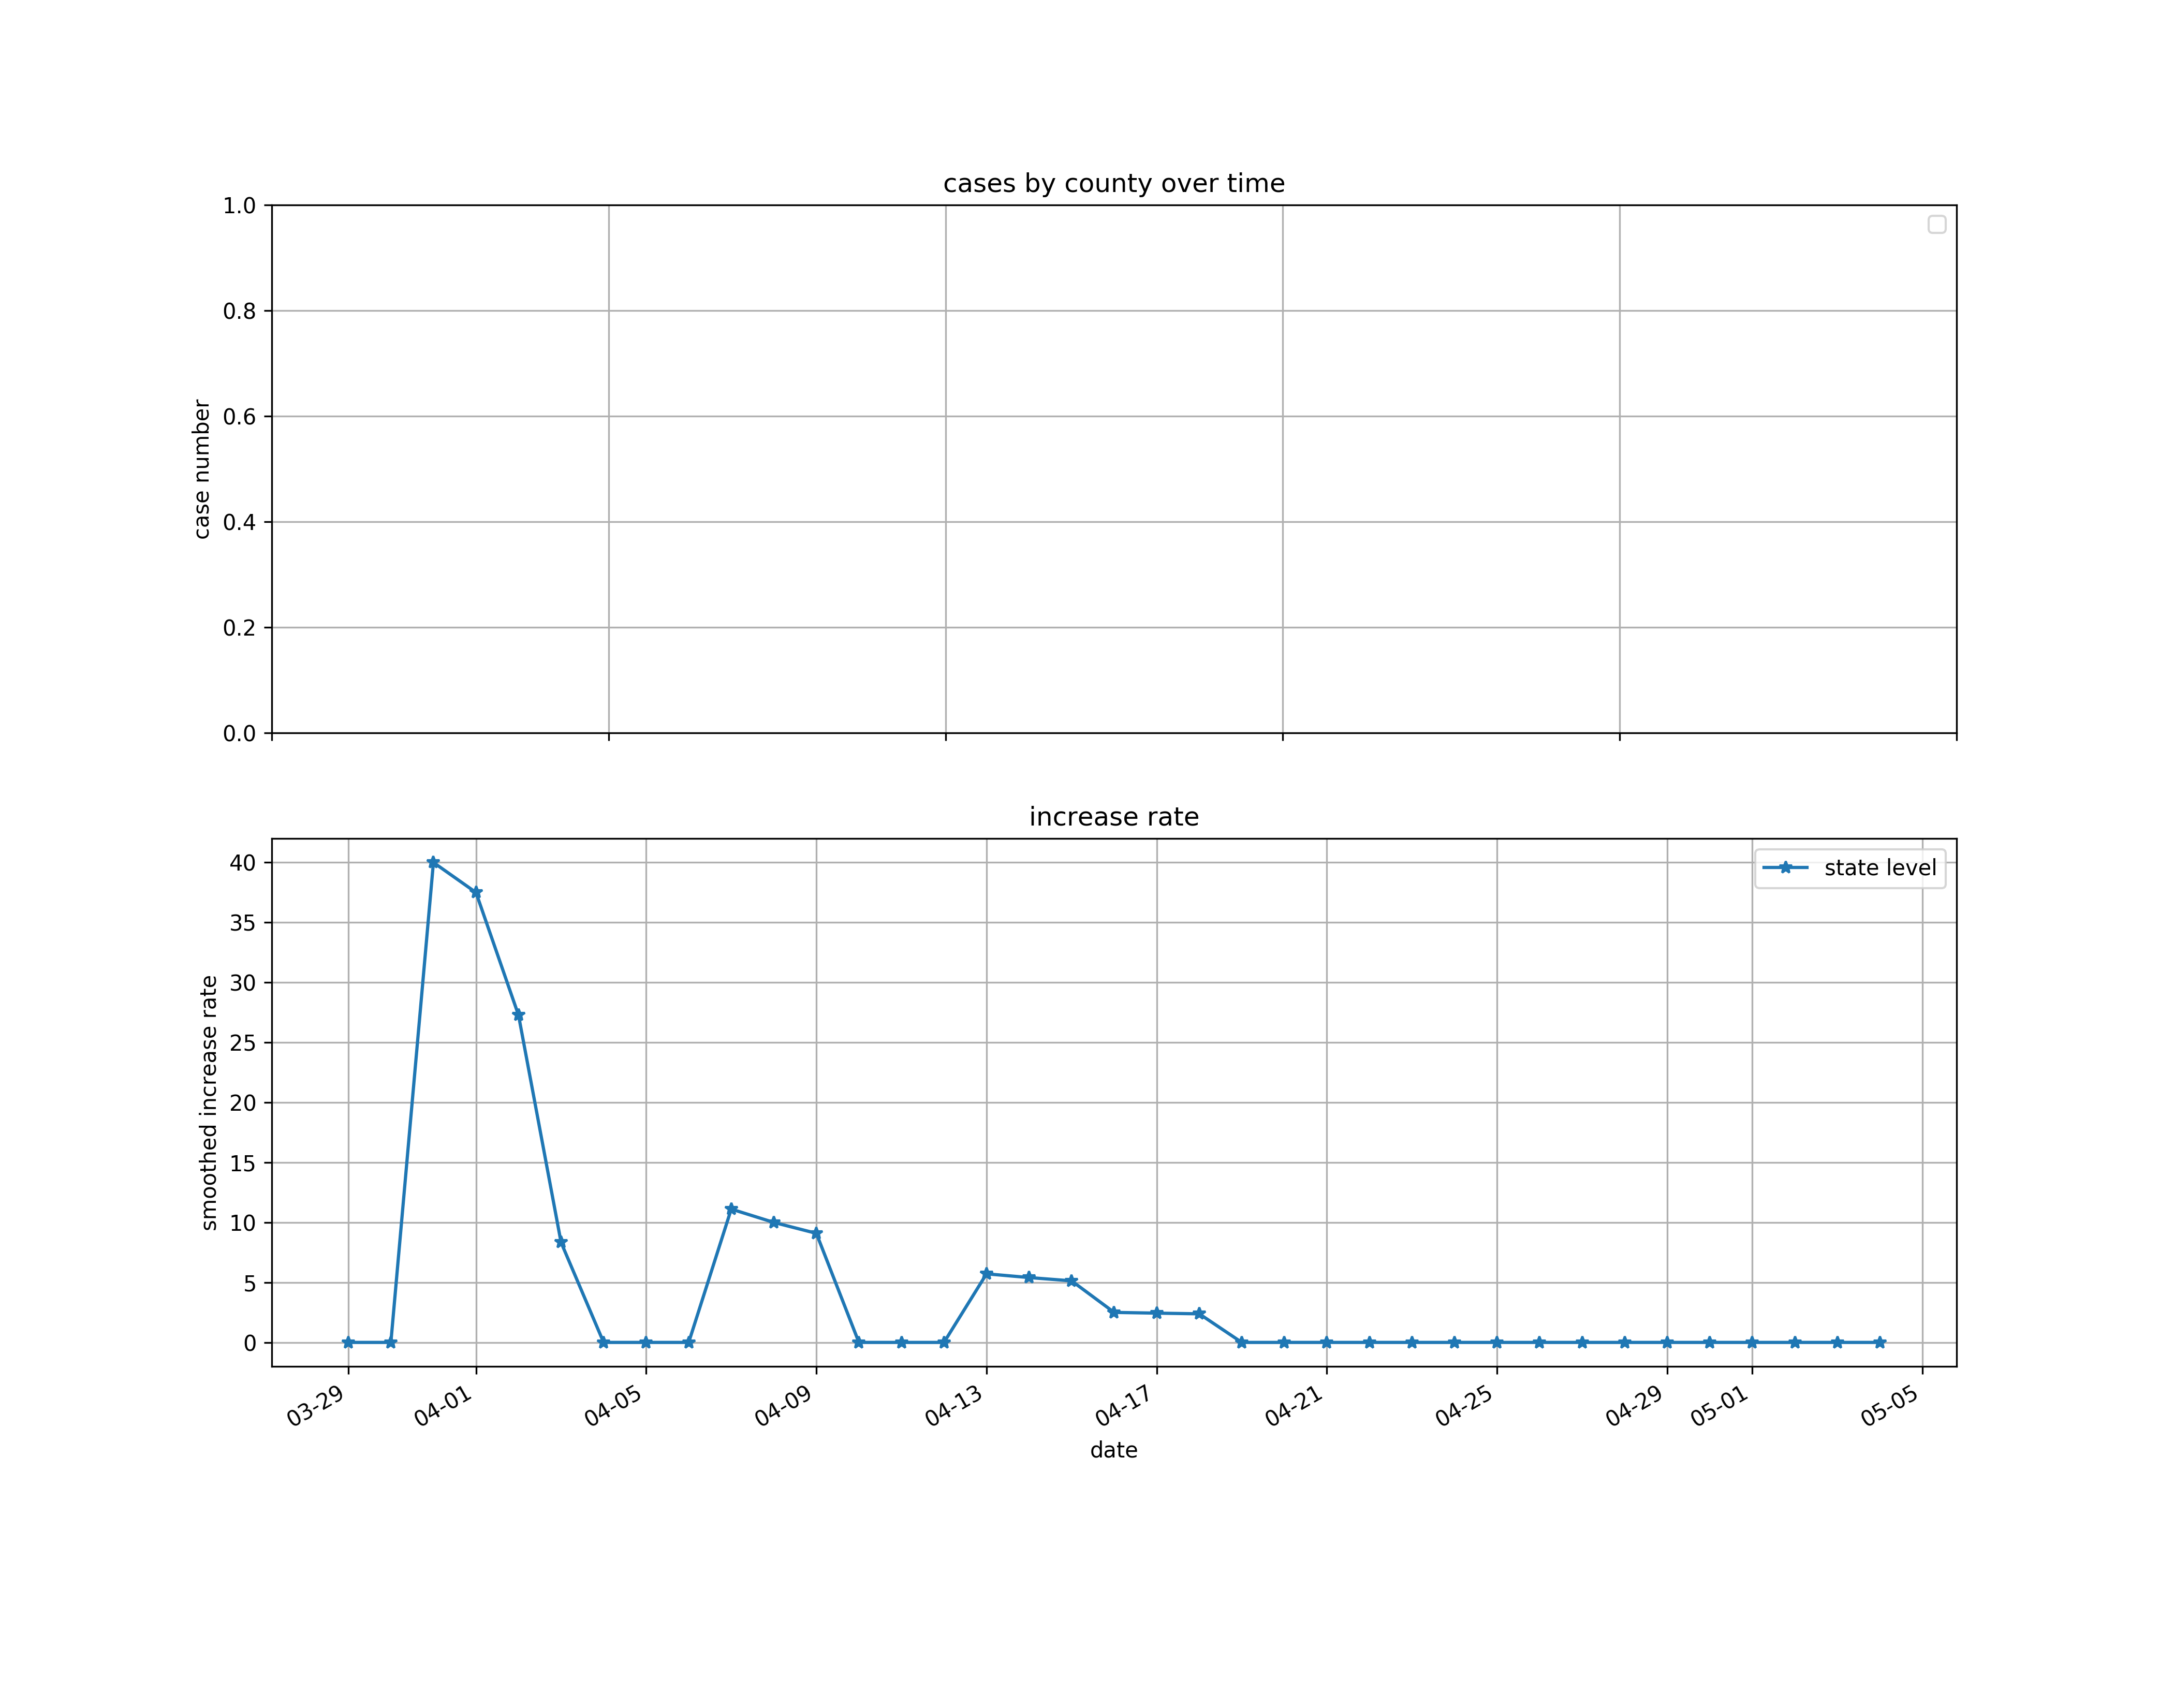 cases by county over time
1.0
0.8
0.6
0.4
0.2
0.0
case number
increase rate
state level
40
35
30
25
20
15
10
5
0
smoothed increase rate
03-29 04-01 04-05 04-09 04-13 04-17 04-21 04-25 04-29 05-01 05-05
date